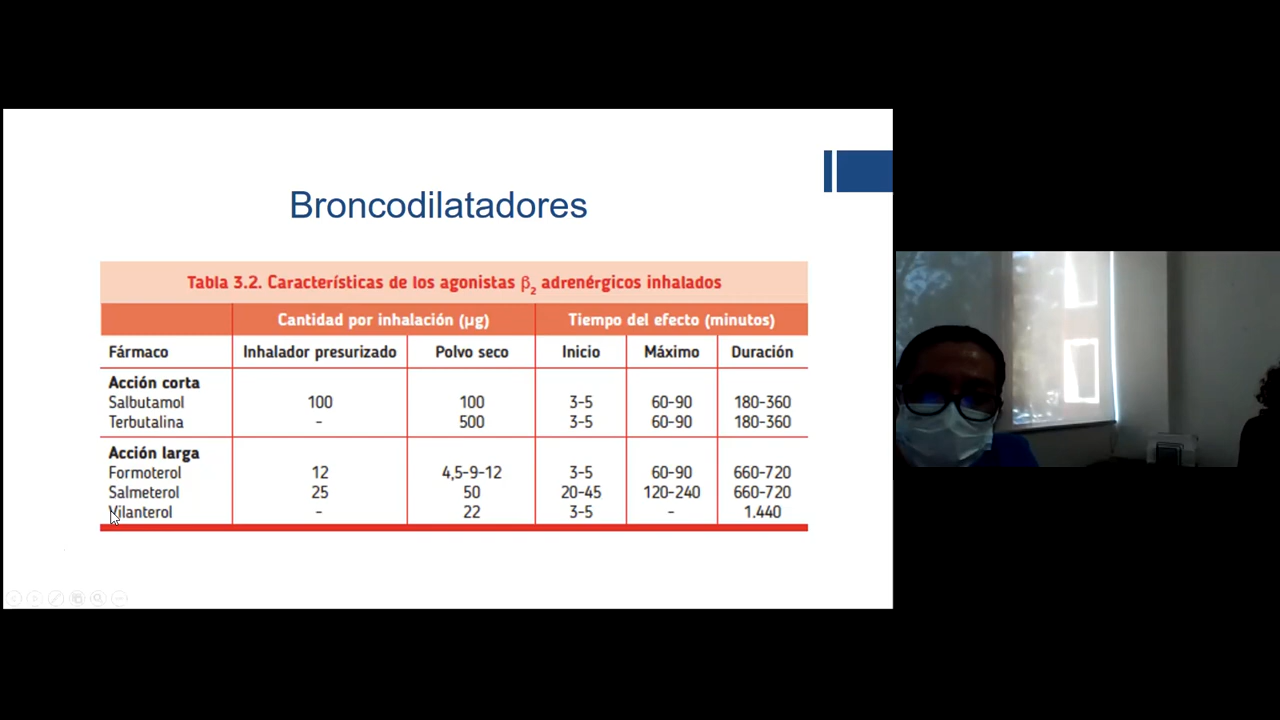 Broncodilatadores
Tabla 3.2. Características de los agonistas β2 adrenérgicos inhalados
Cantidad por inhalación (µg) Tiempo del efecto (minutos)
Fármaco Inhalador presurizado Polvo seco Inicio Máximo Duración
Acción corta
Salbutamol 100 100 3-5 60-90 180-360
Terbutalina - 500 3-5 60-90 180-360
Acción larga
Formoterol 12 4,5-9-12 3-5 60-90 660-720
Salmeterol 25 50 20-45 120-240 660-720
Vilanterol - 22 3-5 - 1.440